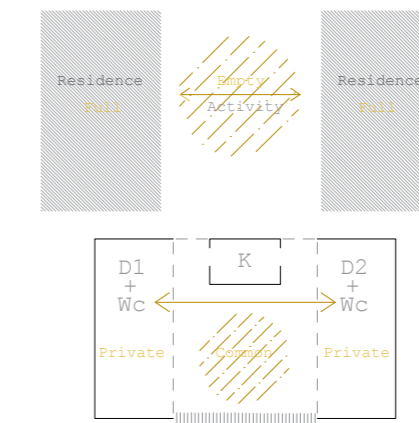 Residence
Full
Empty
Activity
Residence
Full
D1
+
Wc
K
D2
+
Wc
Private
Common
Private